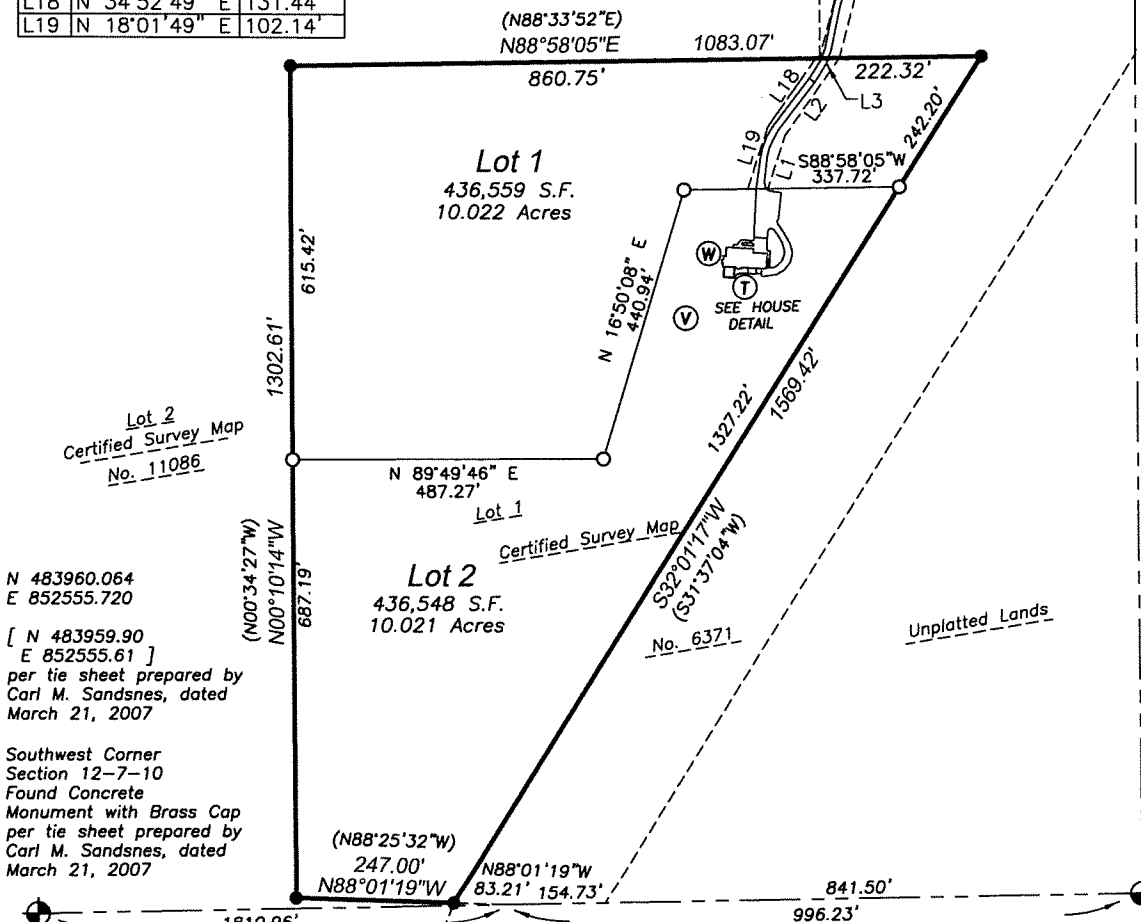 L18 N 34°52'49" E 131.44'
L19 N 18°01'49" E 102.14'
(N88°33'52"E)
N88°58'05"E 1083.07'
860.75'
222.32'
L18
L3
L2
242.20'
L19
L1
S88°58'05"W
337.72'
Lot 1
436,559 S.F.
10.022 Acres
615.42'
1302.61'
N 16°50'08" E
440.94'
W
T
SEE HOUSE
DETAIL
V
1327.22'
1569.42'
Lot 2
Certified Survey Map
No. 11086
N 89°49'46" E
487.27'
Lot 1
Certified Survey Map
No. 6371
S32°01'17"W
(S31°37'04"W)
Unplatted Lands
(N00°34'27"W)
N00°10'14"W
687.19'
Lot 2
436,548 S.F.
10.021 Acres
N 483960.064
E 852555.720
[ N 483959.90
E 852555.61 ]
per tie sheet prepared by
Carl M. Sandsnes, dated
March 21, 2007
Southwest Corner
Section 12-7-10
Found Concrete
Monument with Brass Cap
per tie sheet prepared by
Carl M. Sandsnes, dated
March 21, 2007
(N88°25'32"W)
247.00'
N88°01'19"W
N88°01'19"W
83.21' 154.73'
841.50'
996.23'